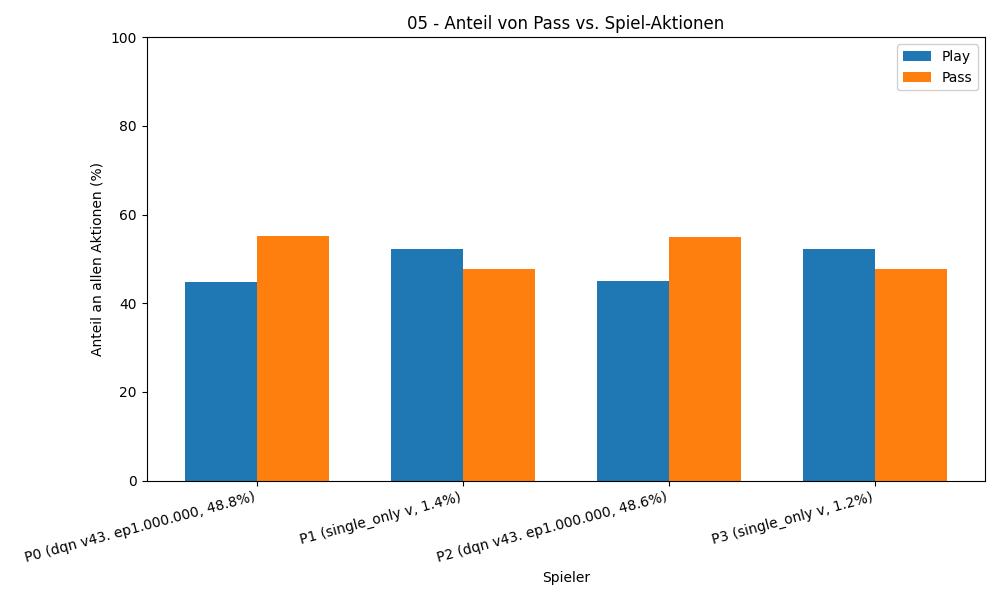 05 - Anteil von Pass vs. Spiel-Aktionen
Play
Pass
Anteil an allen Aktionen (%)
100
80
60
40
20
0
P0 (dqn v43. ep1.000.000, 48.8%)
P1 (single_only v, 1.4%)
P2 (dqn v43. ep1.000.000, 48.6%)
P3 (single_only v, 1.2%)
Spieler